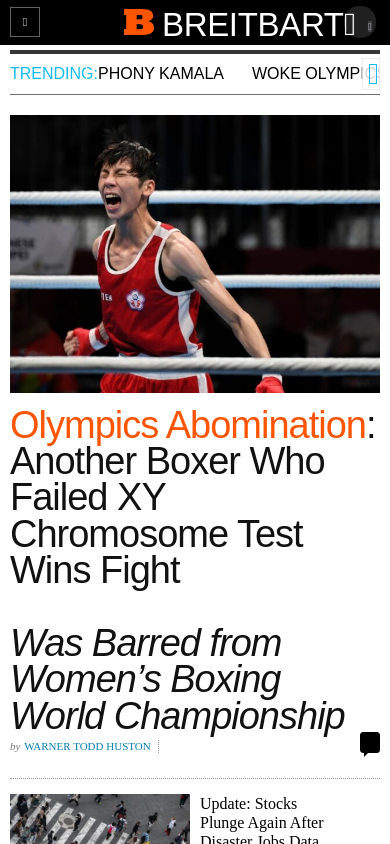 B BREITBART
TRENDING: PHONY KAMALA WOKE OLYMPICS
Olympics Abomination:
Another Boxer Who
Failed XY
Chromosome Test
Wins Fight
Was Barred from
Women’s Boxing
World Championship
by WARNER TODD HUSTON
Update: Stocks
Plunge Again After
Disaster Jobs Data